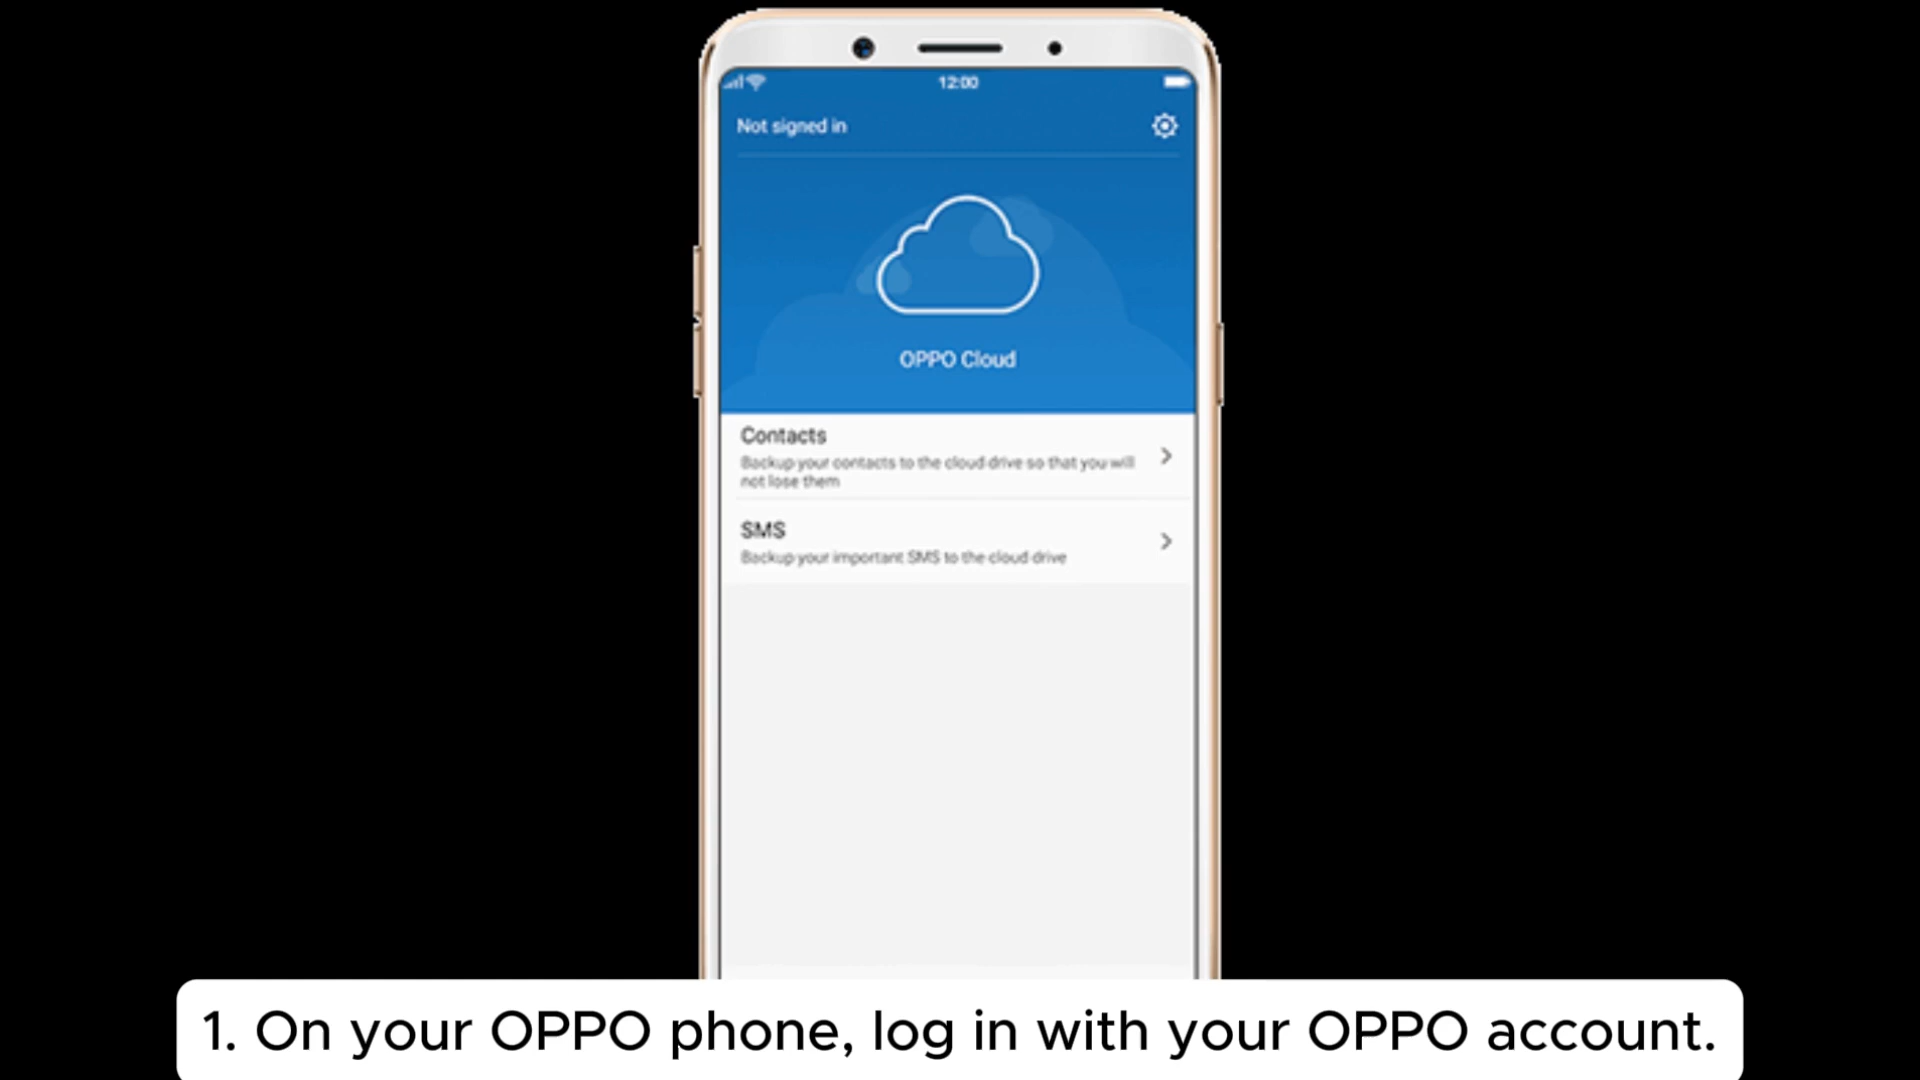 12:00
Not signed in
OPPO Cloud
Contacts
Backup your contacts to the cloud drive so that you will
not lose them
SMS
Backup your important SMS to the cloud drive
1. On your OPPO phone, log in with your OPPO account.